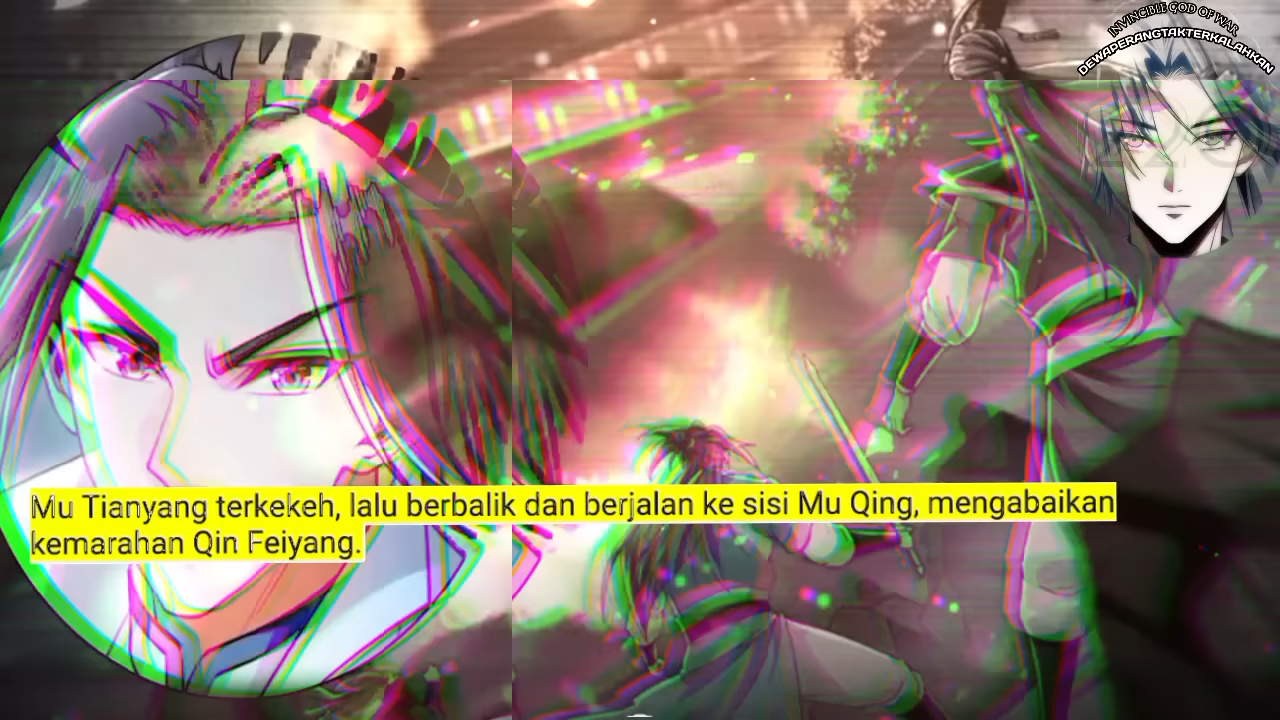 INVINCIBLE GOD OF WAR
DEWAPERANGTAKTERKALAHKAN
Mu Tianyang terkekeh, lalu berbalik dan berjalan ke sisi Mu Qing, mengabaikan
kemarahan Qin Feiyang.